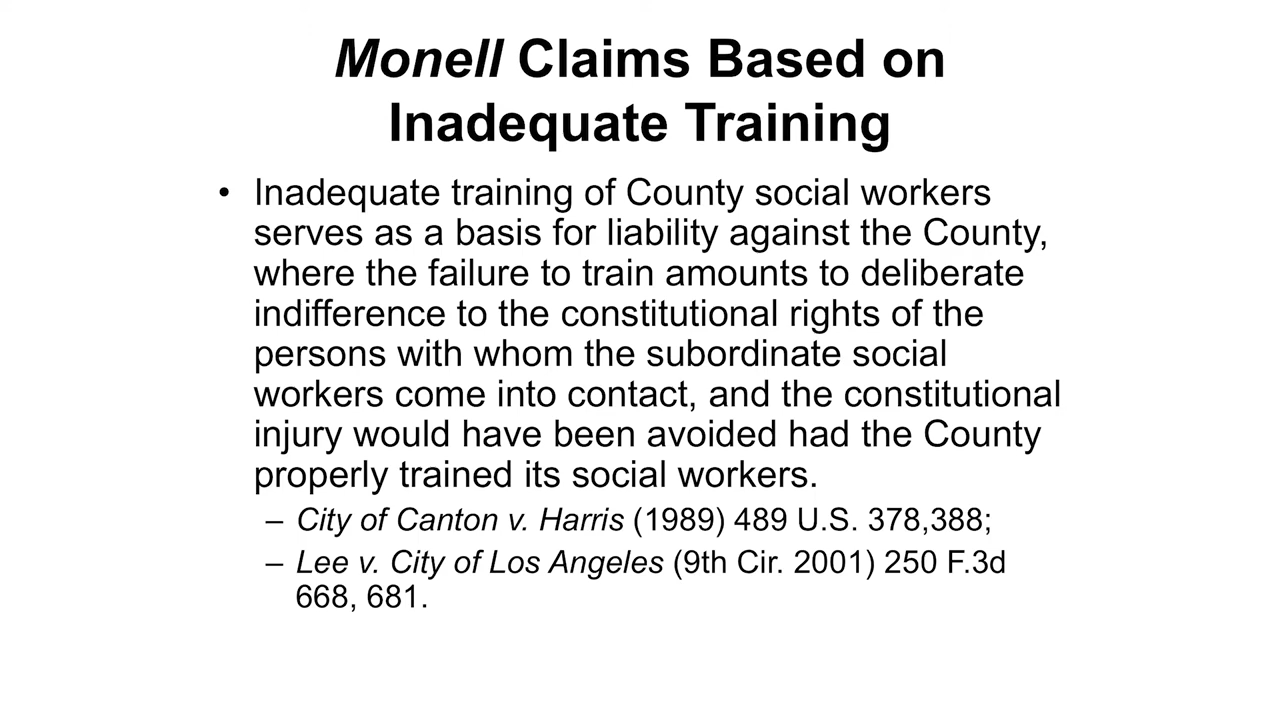 Monell Claims Based on
Inadequate Training
• Inadequate training of County social workers
serves as a basis for liability against the County,
where the failure to train amounts to deliberate
indifference to the constitutional rights of the
persons with whom the subordinate social
workers come into contact, and the constitutional
injury would have been avoided had the County
properly trained its social workers.
– City of Canton v. Harris (1989) 489 U.S. 378,388;
– Lee v. City of Los Angeles (9th Cir. 2001) 250 F.3d
668, 681.